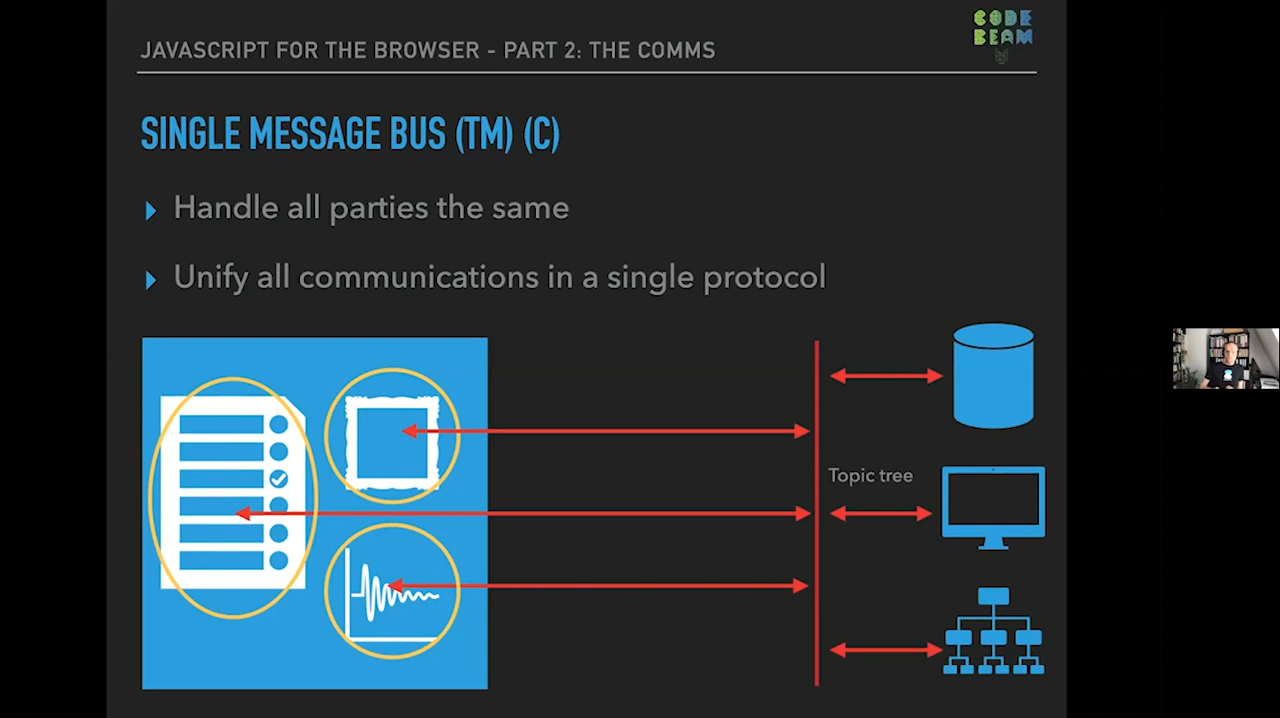 CODE
BEAM
JAVASCRIPT FOR THE BROWSER - PART 2: THE COMMS
SINGLE MESSAGE BUS (TM) (C)
Handle all parties the same
Unify all communications in a single protocol
Topic tree